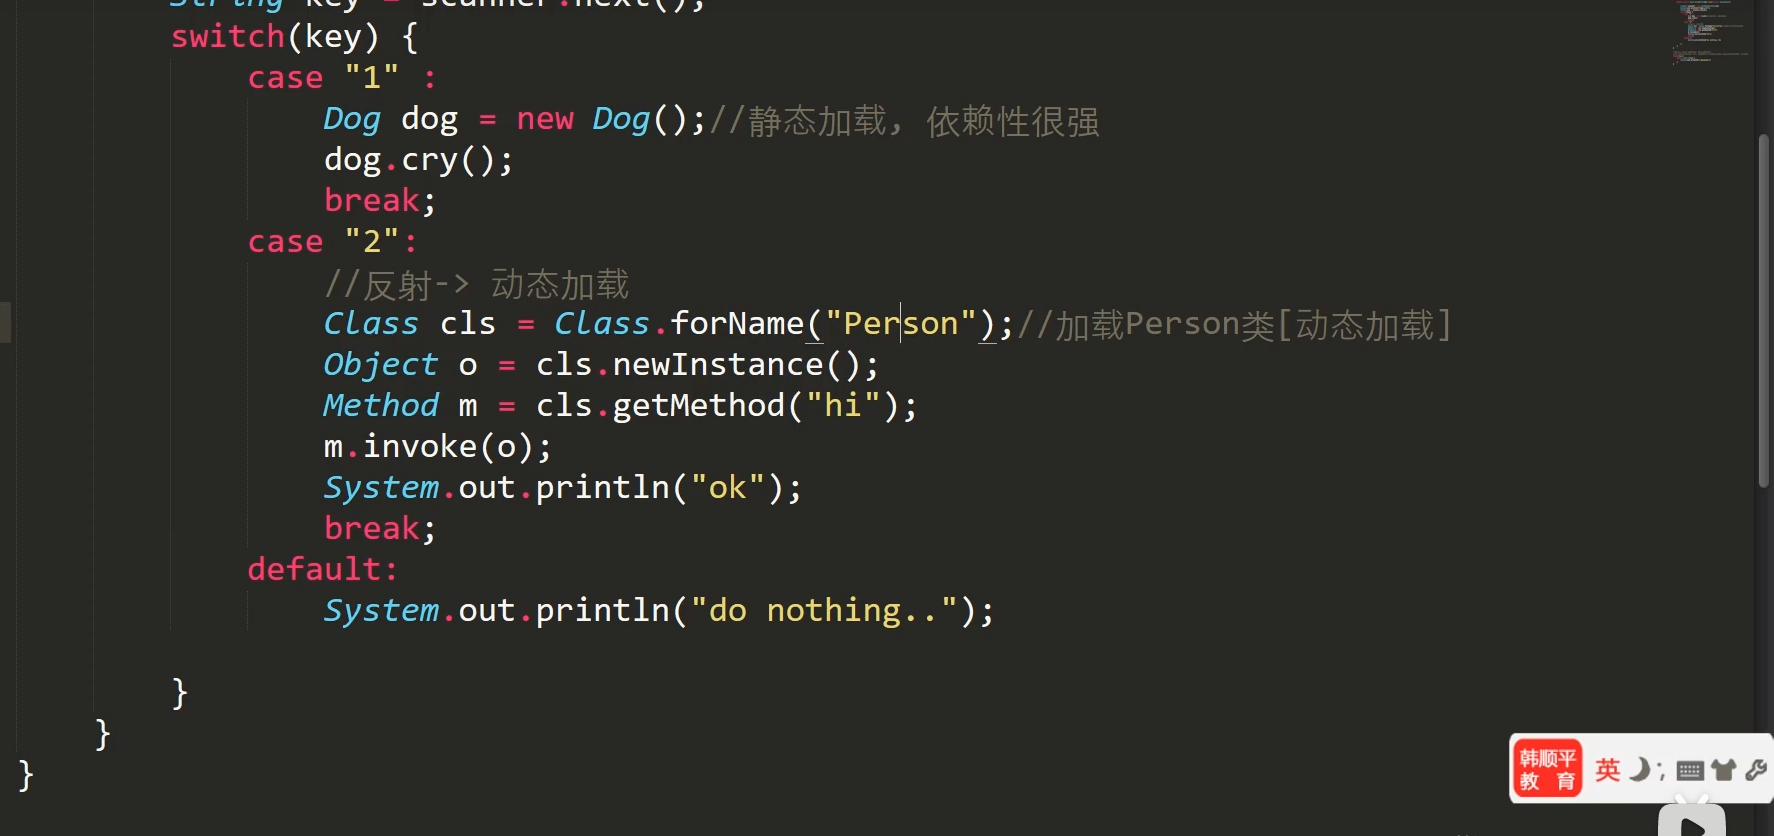 String key = scanner.next();
switch(key) {
case "1" :
Dog dog = new Dog();//静态加载, 依赖性很强
dog.cry();
break;
case "2":
//反射-> 动态加载
Class cls = Class.forName("Person");//加载Person类[动态加载]
Object o = cls.newInstance();
Method m = cls.getMethod("hi");
m.invoke(o);
System.out.println("ok");
break;
default:
System.out.println("do nothing..");
}
}
}
韩顺平
教 育
英